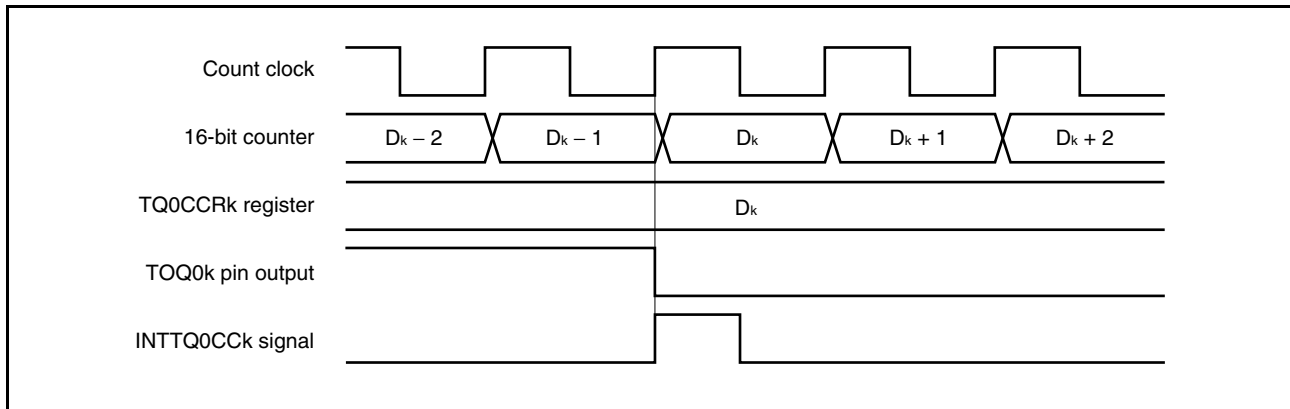 Count clock
16-bit counter
Dk − 2 Dk − 1 Dk Dk + 1 Dk + 2
TQ0CCRk register
Dk
TOQ0k pin output
INTTQ0CCk signal